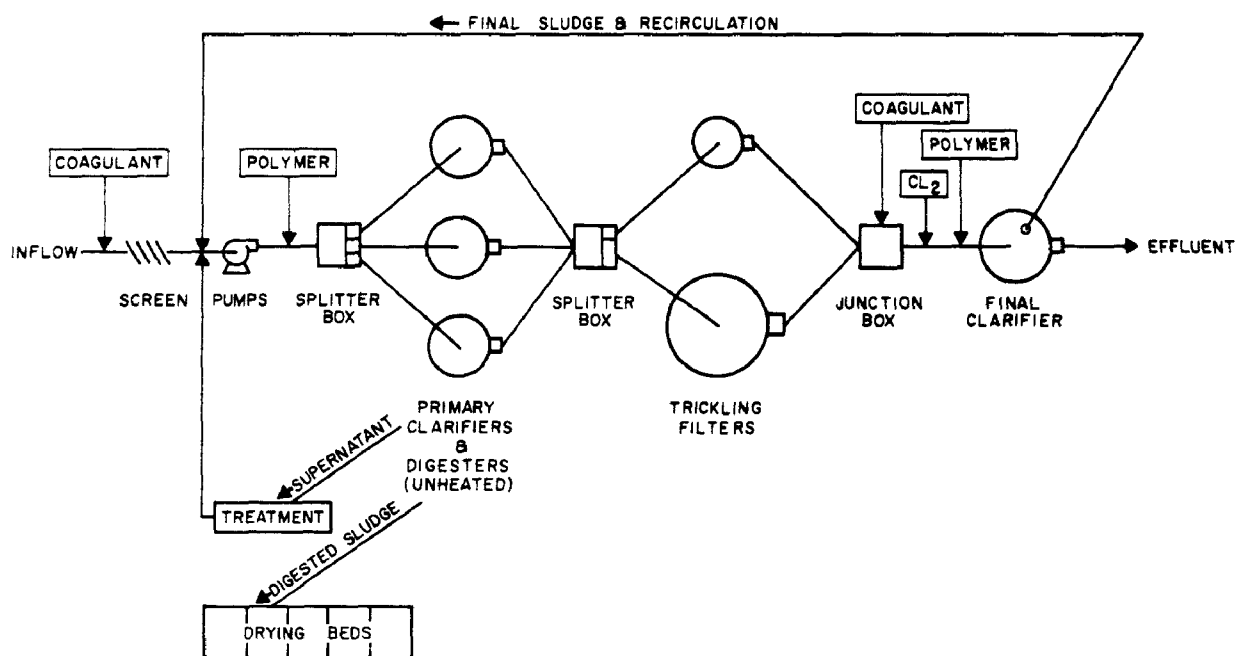 FINAL SLUDGE & RECIRCULATION
COAGULANT
POLYMER
COAGULANT
POLYMER
CL2
INFLOW
EFFLUENT
SCREEN
PUMPS
SPLITTER
BOX
SPLITTER
BOX
JUNCTION
BOX
FINAL
CLARIFIER
PRIMARY
CLARIFIERS
&
DIGESTERS
(UNHEATED)
TRICKLING
FILTERS
SUPERNATANT
TREATMENT
DIGESTED SLUDGE
DRYING BEDS